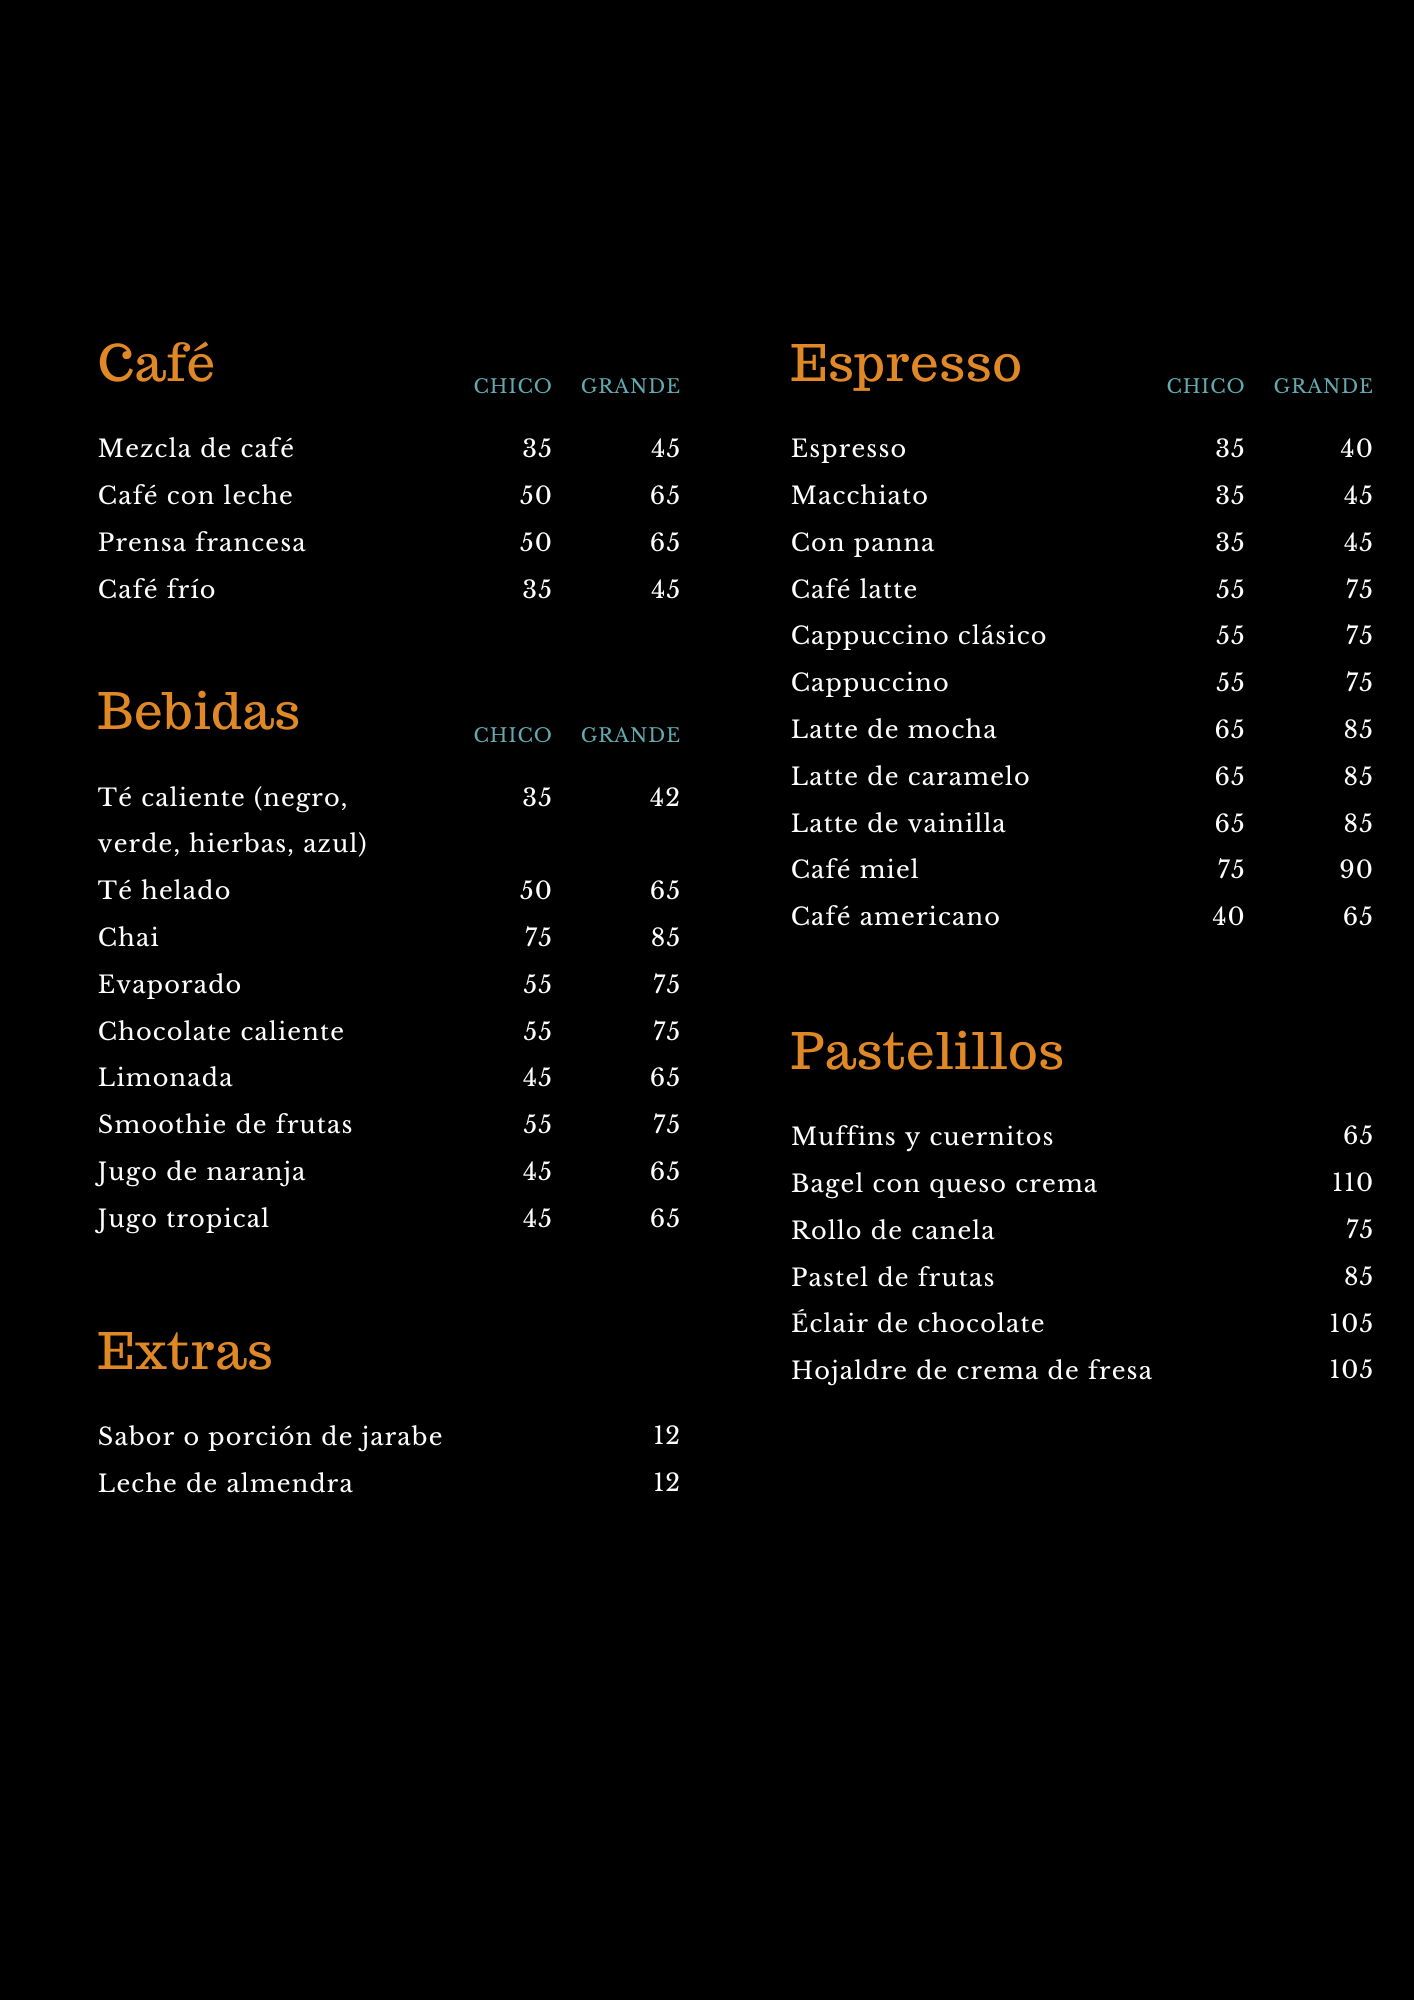 Café CHICO GRANDE
Mezcla de café 35 45
Café con leche 50 65
Prensa francesa 50 65
Café frío 35 45
Bebidas CHICO GRANDE
Té caliente (negro, 35 42
verde, hierbas, azul)
Té helado 50 65
Chai 75 85
Evaporado 55 75
Chocolate caliente 55 75
Limonada 45 65
Smoothie de frutas 55 75
Jugo de naranja 45 65
Jugo tropical 45 65
Extras
Sabor o porción de jarabe 12
Leche de almendra 12
Espresso CHICO GRANDE
Espresso 35 40
Macchiato 35 45
Con panna 35 45
Café latte 55 75
Cappuccino clásico 55 75
Cappuccino 55 75
Latte de mocha 65 85
Latte de caramelo 65 85
Latte de vainilla 65 85
Café miel 75 90
Café americano 40 65
Pastelillos
Muffins y cuernitos 65
Bagel con queso crema 110
Rollo de canela 75
Pastel de frutas 85
Éclair de chocolate 105
Hojaldre de crema de fresa 105